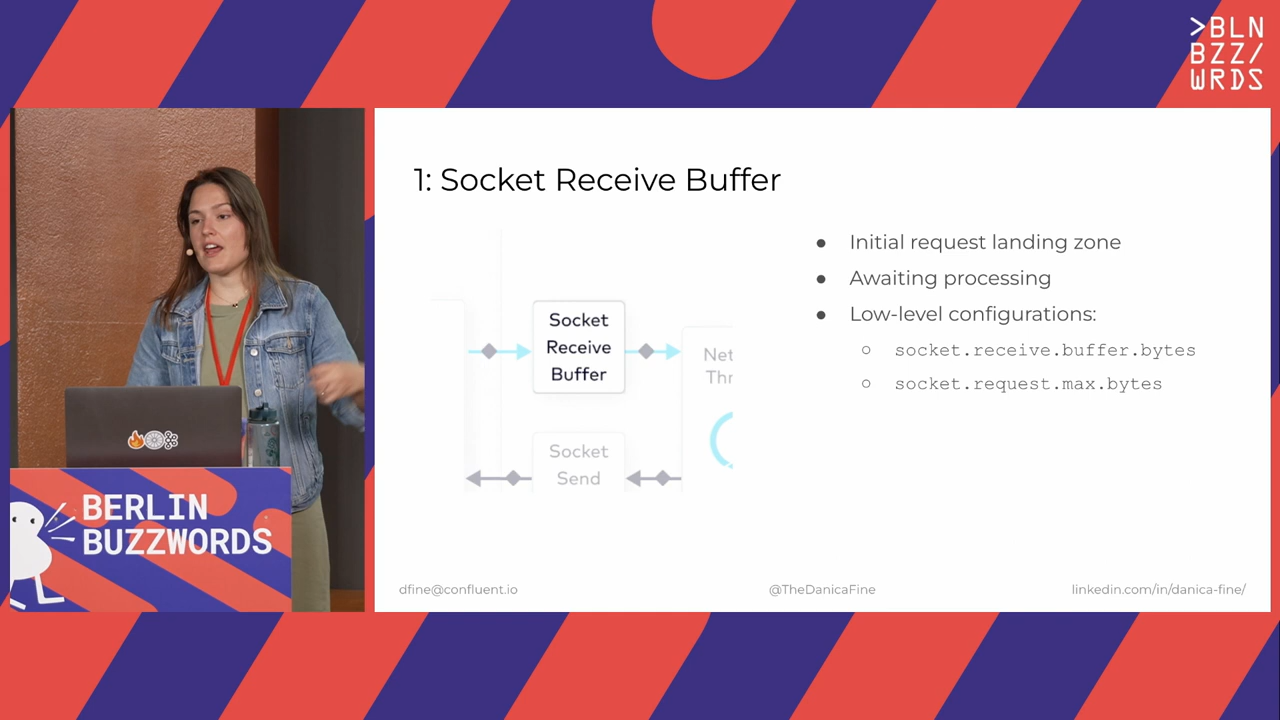 >BLN
BZZ/
WRDS
1: Socket Receive Buffer
Socket
Receive
Buffer
Net
Thr
Socket
Send
● Initial request landing zone
● Awaiting processing
● Low-level configurations:
○ socket.receive.buffer.bytes
○ socket.request.max.bytes
dfine@confluent.io
@TheDanicaFine
linkedin.com/in/danica-fine/
BERLIN
BUZZWORDS